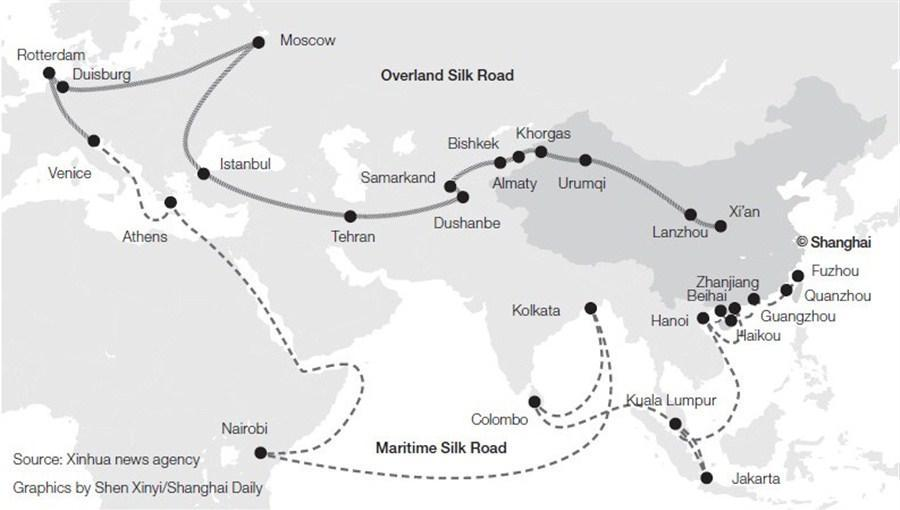 Moscow
Rotterdam
Duisburg
Overland Silk Road
Khorgas
Bishkek
Istanbul
Venice
Samarkand
Almaty
Urumqi
Xi'an
Dushanbe
Lanzhou
Athens
Tehran
© Shanghai
Fuzhou
Zhanjiang
Beihai
Quanzhou
Kolkata
Hanoi
Guangzhou
Haikou
Kuala Lumpur
Colombo
Nairobi
Maritime Silk Road
Source: Xinhua news agency
Jakarta
Graphics by Shen Xinyi/Shanghai Daily